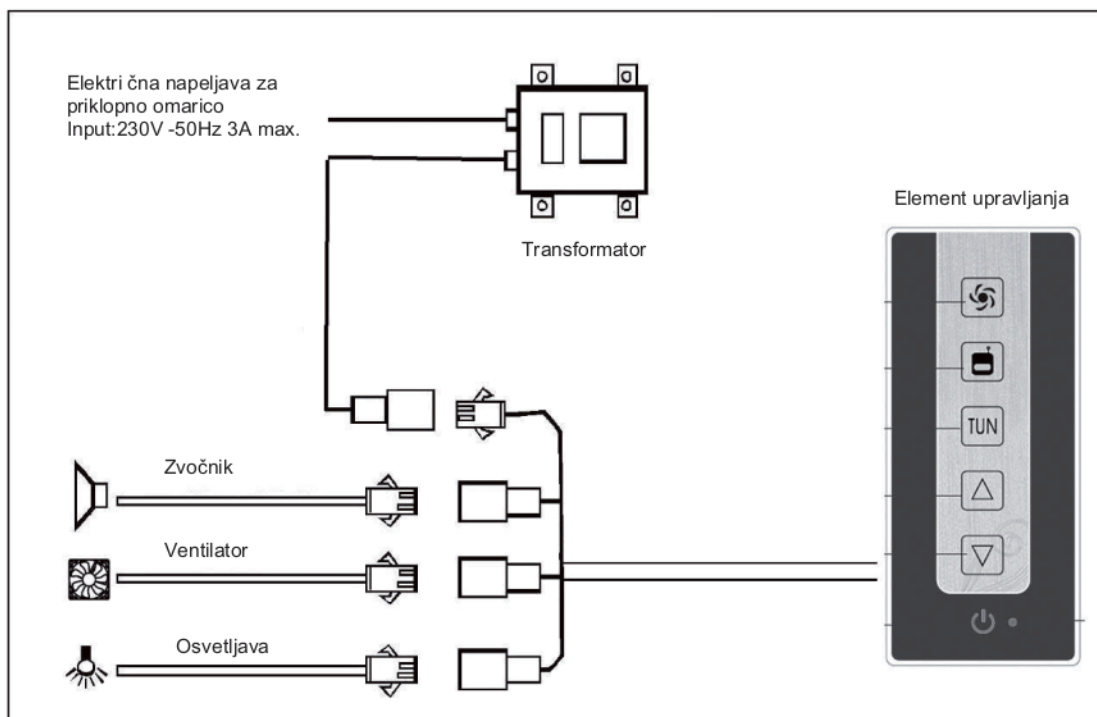 Elektri čna napeljava za
priklopno omarico
Input:230V -50Hz 3A max.
Transformator
Element upravljanja
TUN
Zvočnik
Ventilator
Osvetljava